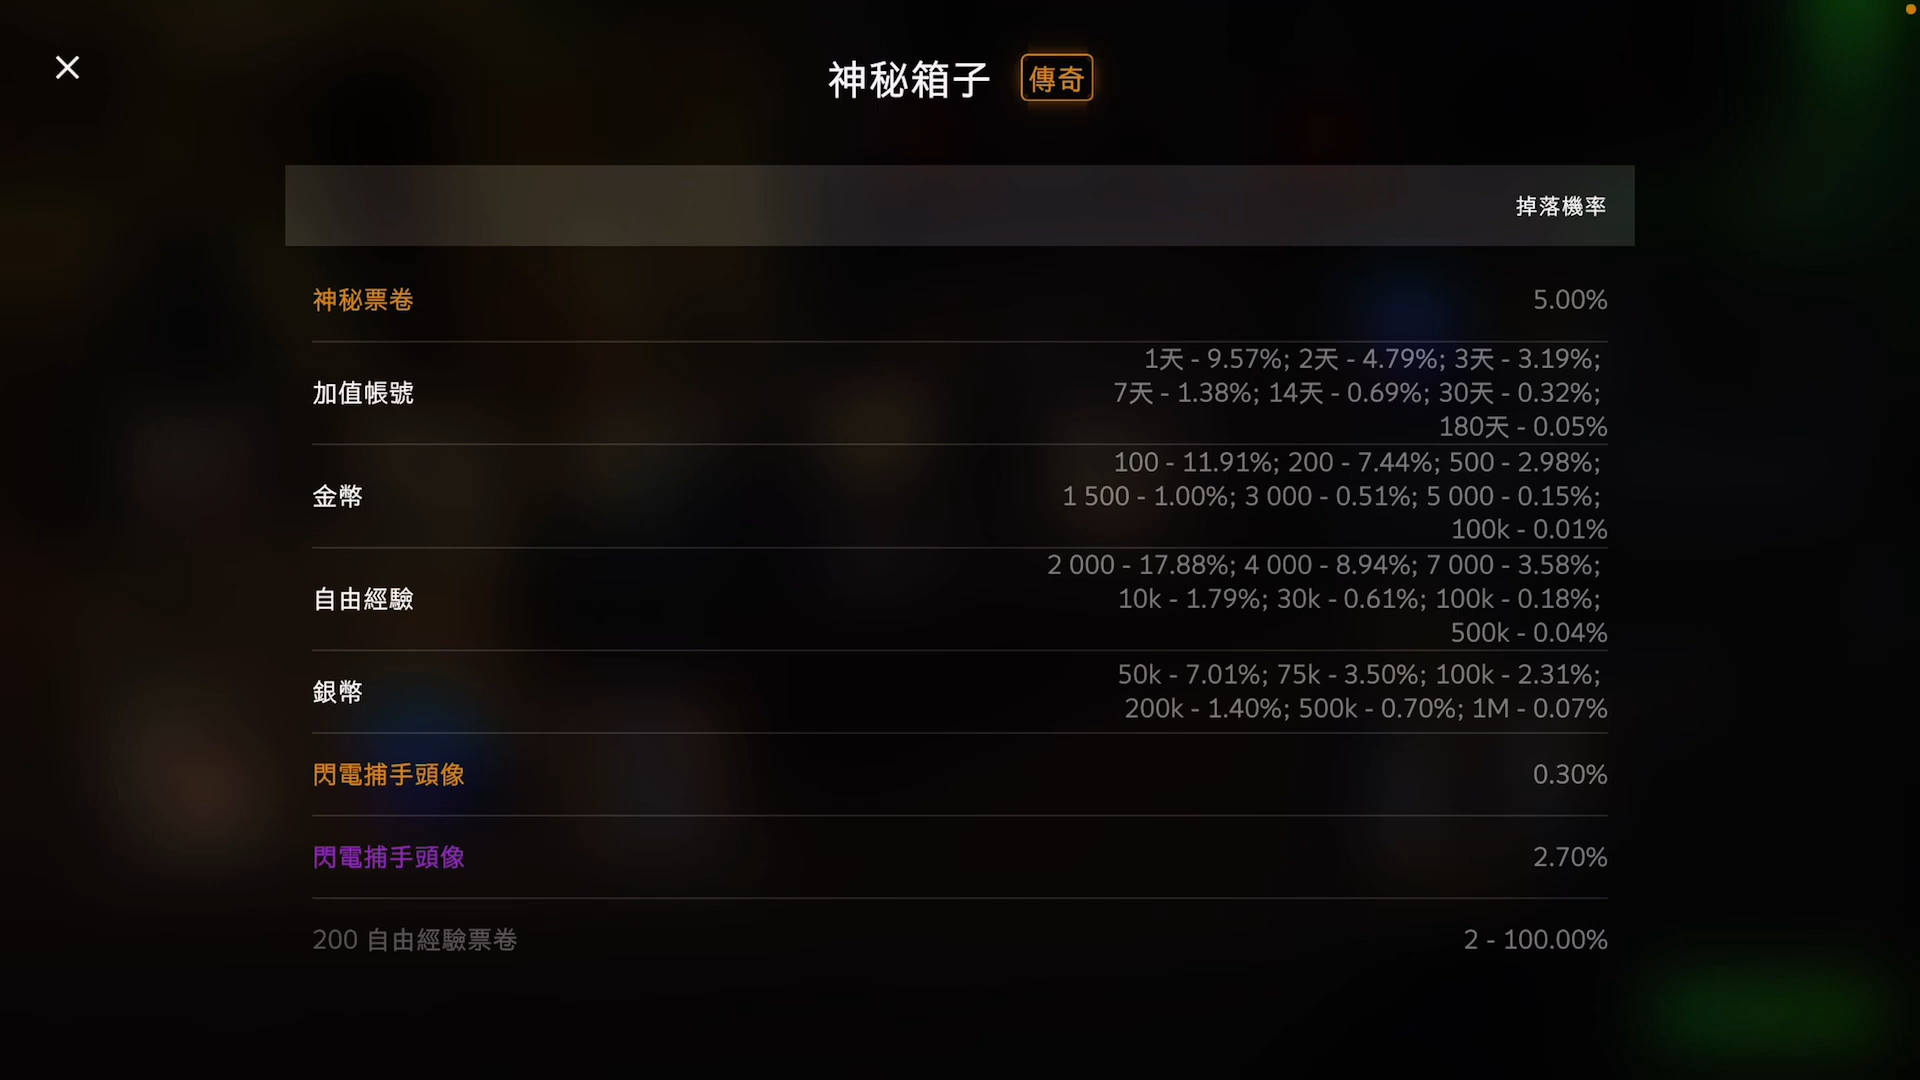 神秘箱子 傳奇
掉落機率
神秘票卷 5.00%
1天 - 9.57%; 2天 - 4.79%; 3天 - 3.19%;
加值帳號 7天 - 1.38%; 14天 - 0.69%; 30天 - 0.32%;
180天 - 0.05%
100 - 11.91%; 200 - 7.44%; 500 - 2.98%;
金幣 1 500 - 1.00%; 3 000 - 0.51%; 5 000 - 0.15%;
100k - 0.01%
2 000 - 17.88%; 4 000 - 8.94%; 7 000 - 3.58%;
自由經驗 10k - 1.79%; 30k - 0.61%; 100k - 0.18%;
500k - 0.04%
銀幣 50k - 7.01%; 75k - 3.50%; 100k - 2.31%;
200k - 1.40%; 500k - 0.70%; 1M - 0.07%
閃電捕手頭像 0.30%
閃電捕手頭像 2.70%
200 自由經驗票卷 2 - 100.00%